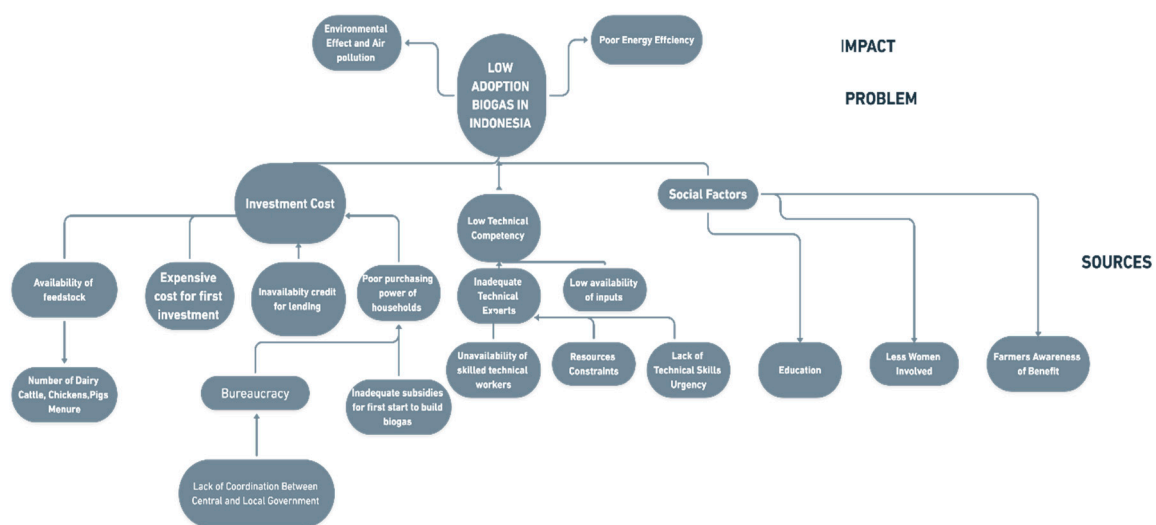 Environmental
Effect and Air
pollution
Poor Energy Effciency
IMPACT
LOW
ADOPTION
BIOGAS IN
INDONESIA
PROBLEM
Investment Cost
Low Technical
Competency
Social Factors
SOURCES
Availability of
feedstock
Expensive
cost for first
investment
Inavailabity credit
for lending
Poor purchasing
power of
households
Inadequate
Technical
Experts
Low availability
of inputs
Number of Dairy
Cattle, Chickens,Pigs
Menure
Bureaucracy
Inadequate subsidies
for first start to build
biogas
Unavailability of
skilled technical
workers
Resources
Constraints
Lack of
Technical Skills
Urgency
Education
Less Women
Involved
Farmers Awareness
of Benefit
Lack of Coordination Between
Central and Local Government